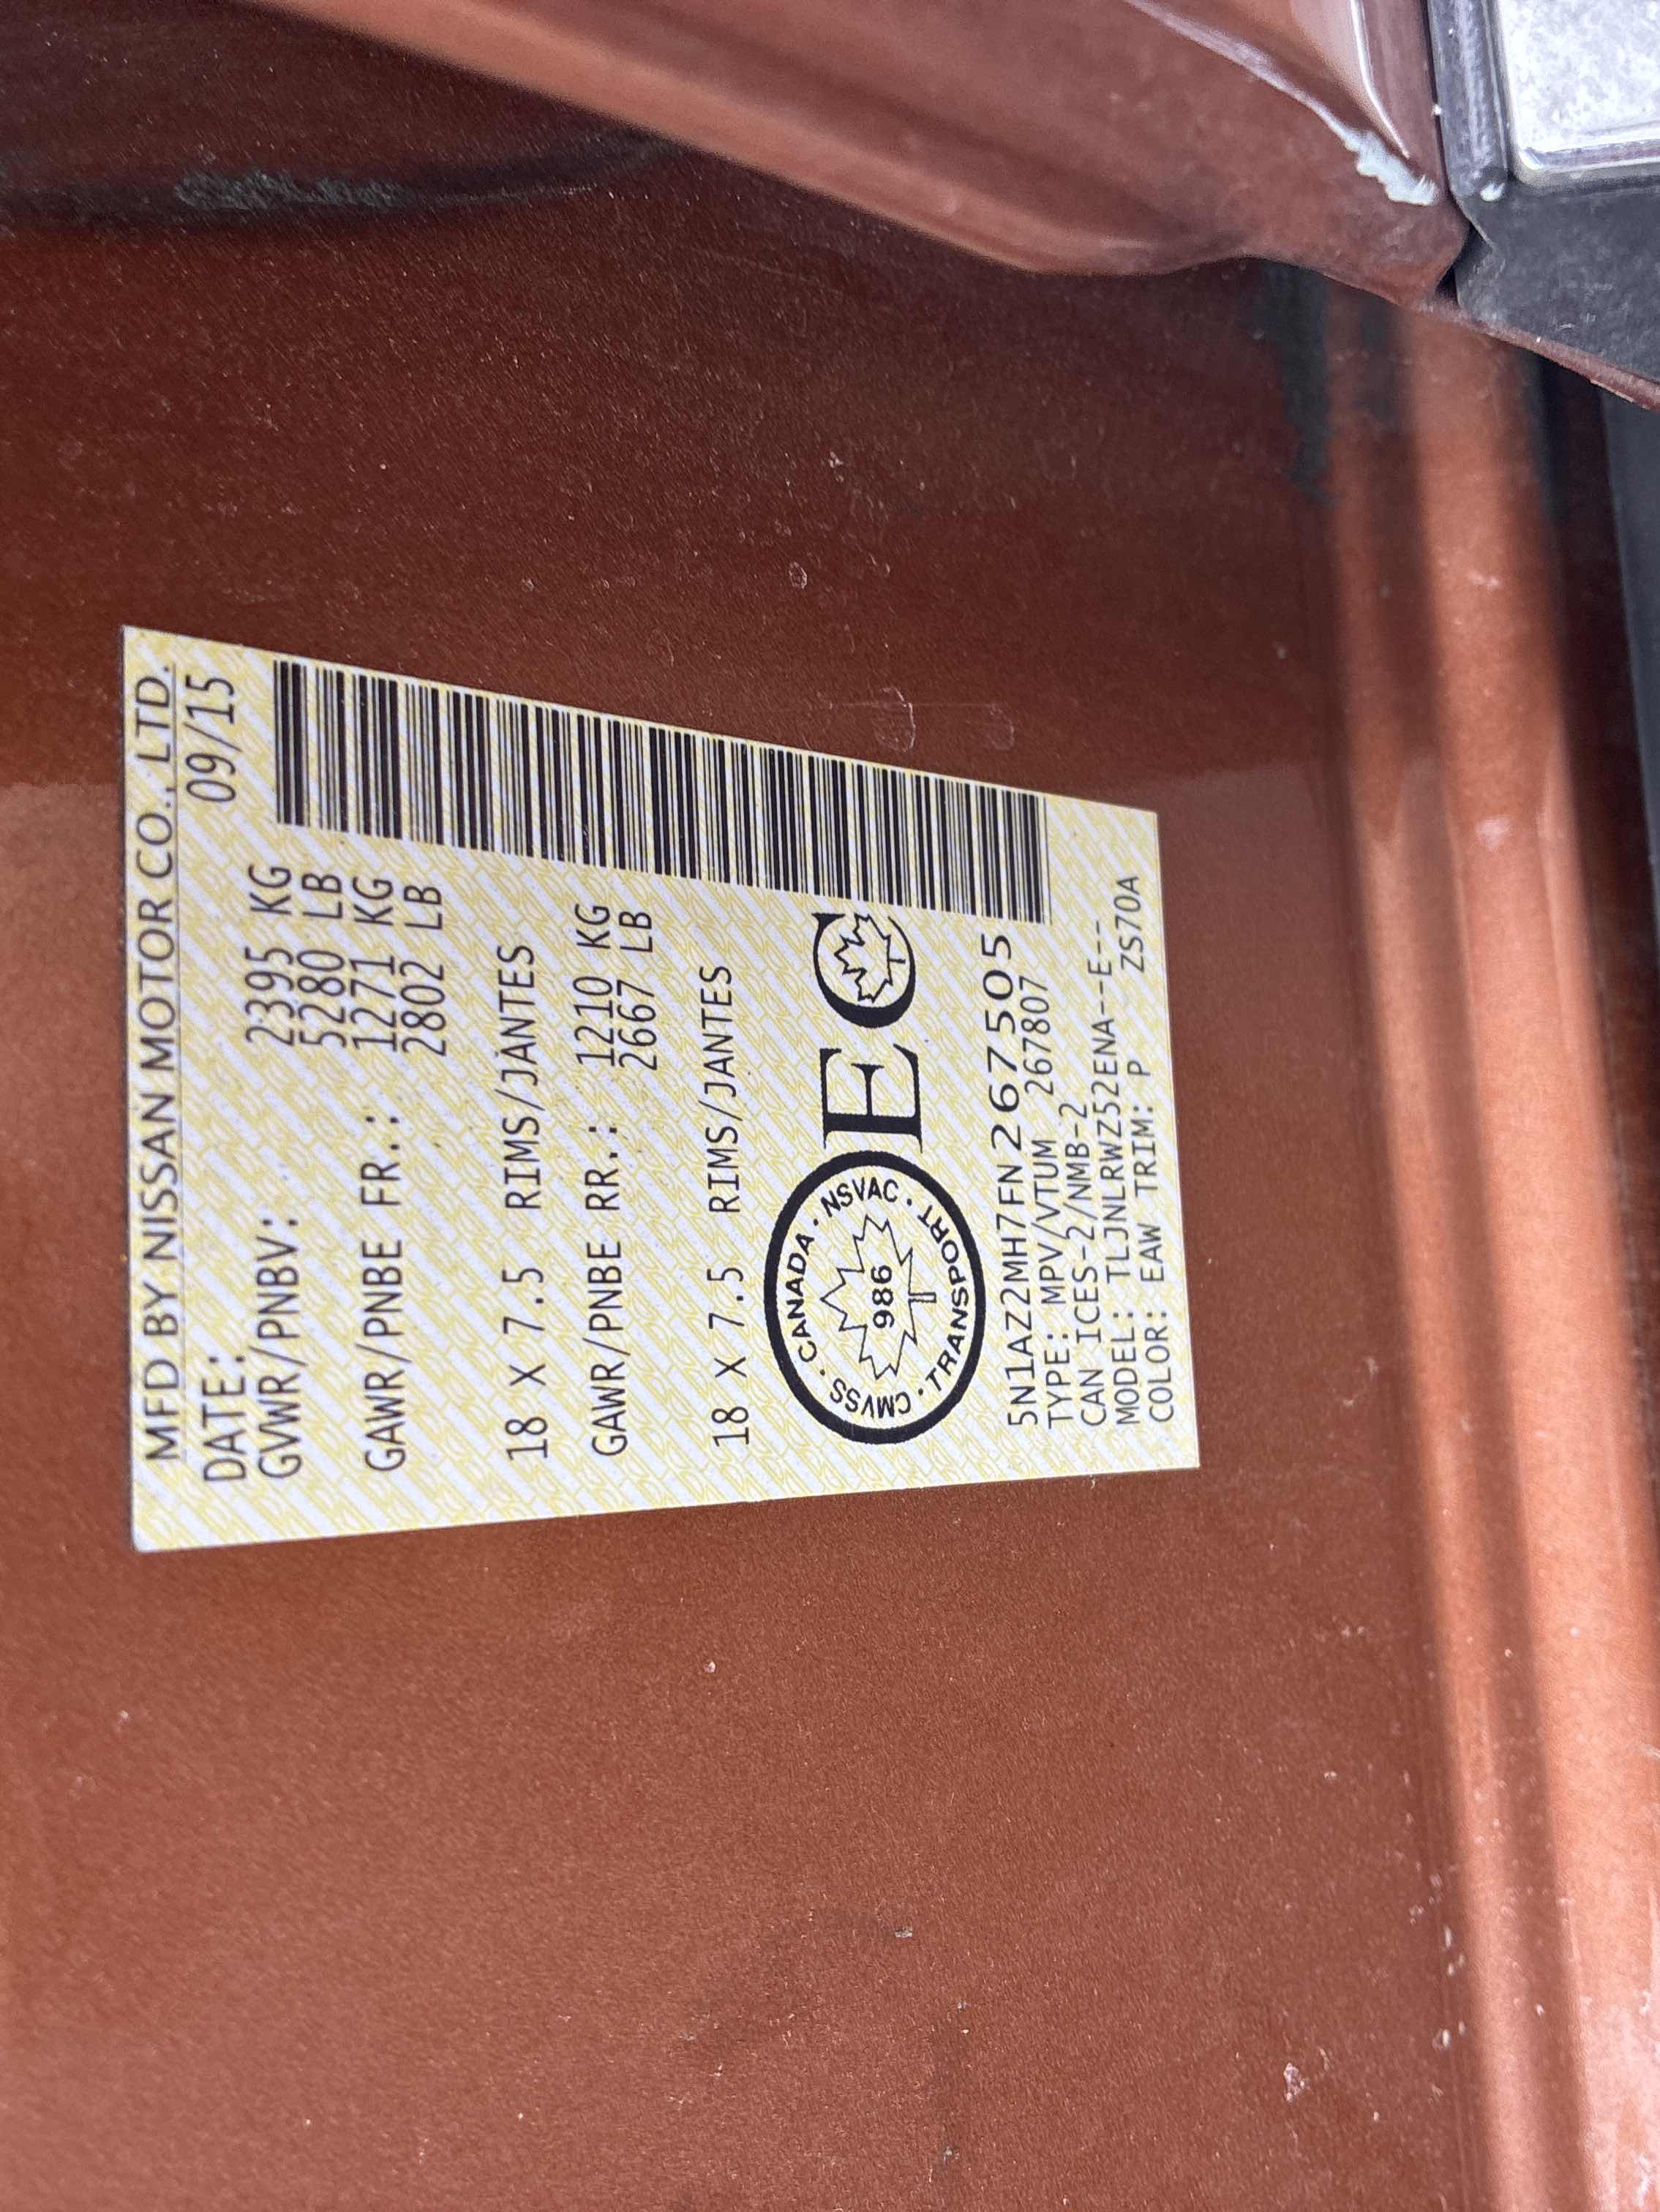 MFD BY NISSAN MOTOR CO., LTD.
DATE: 09/15
GVWR/PNBV: 2395 KG
5280 LB
GAWR/PNBE FR.: 1271 KG
2802 LB
18 X 7.5 RIMS/JANTES
GAWR/PNBE RR.: 1210 KG
2667 LB
18 X 7.5 RIMS/JANTES
CANADA · NSVAC · TRANSPORT · CMVSS ·
986
EC
5N1AZ2MH7FN267505
TYPE: MPV/VTUM 267807
CAN ICES-2/NMB-2
MODEL: TLJNLRWZ52ENA--E--
COLOR: EAW TRIM: P ZS70A